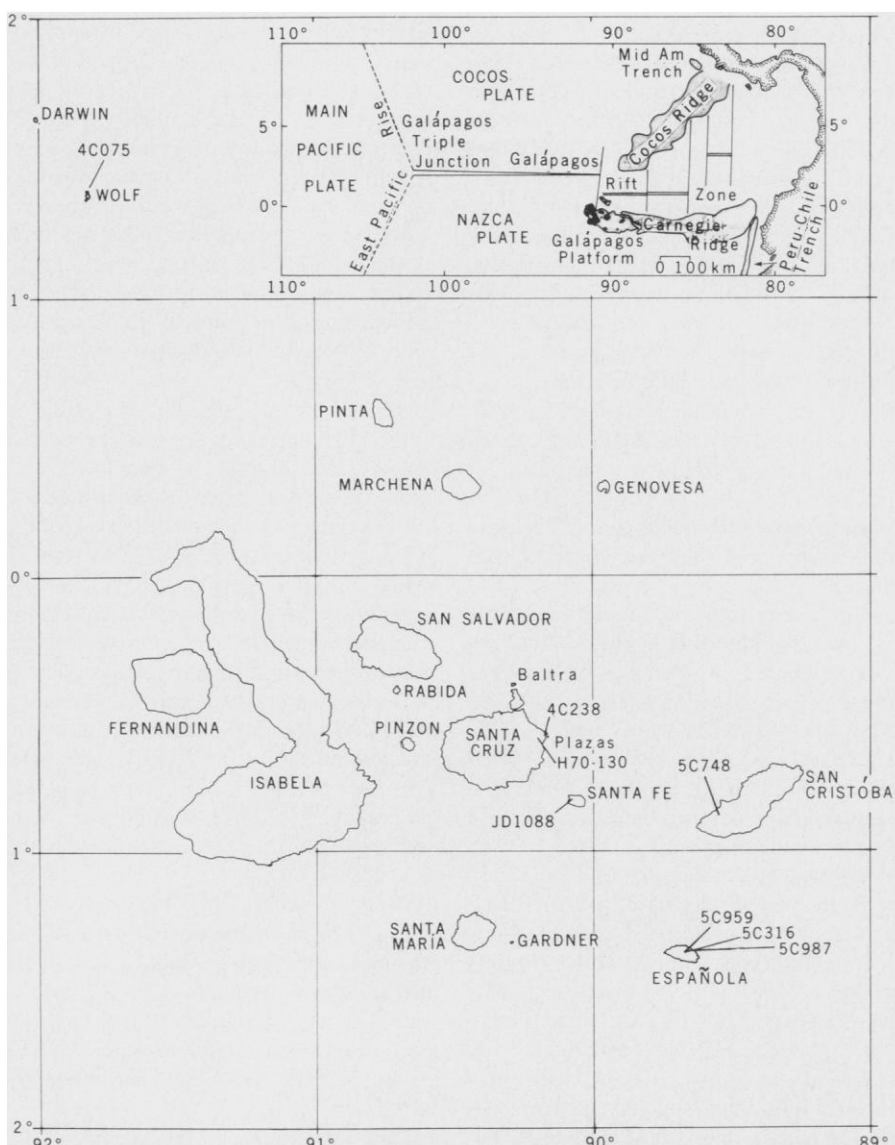 2°
110°
100°
90°
80°
Mid Am
Trench
COCOS
PLATE
MAIN
PACIFIC
PLATE
Rise
Galápagos
Triple
Junction
Galápagos
Cocos Ridge
5°
5°
Rift
Zone
0°
0°
East Pacific
NAZCA
PLATE
Carnegie
Ridge
Galápagos
Platform
0 100 km
Peru-Chile
Trench
110°
100°
90°
80°
DARWIN
4C075
WOLF
1°
PINTA
MARCHENA
GENOVESA
0°
SAN SALVADOR
RABIDA
Baltra
4C238
FERNANDINA
PINZON
SANTA
CRUZ
Plazas
H70-130
ISABELA
5C748
SAN
CRISTÓBA
SANTA FE
JD1088
1°
SANTA
MARÍA
GARDNER
5C959
5C316
5C987
ESPAÑOLA
2°
92°
91°
90°
89°